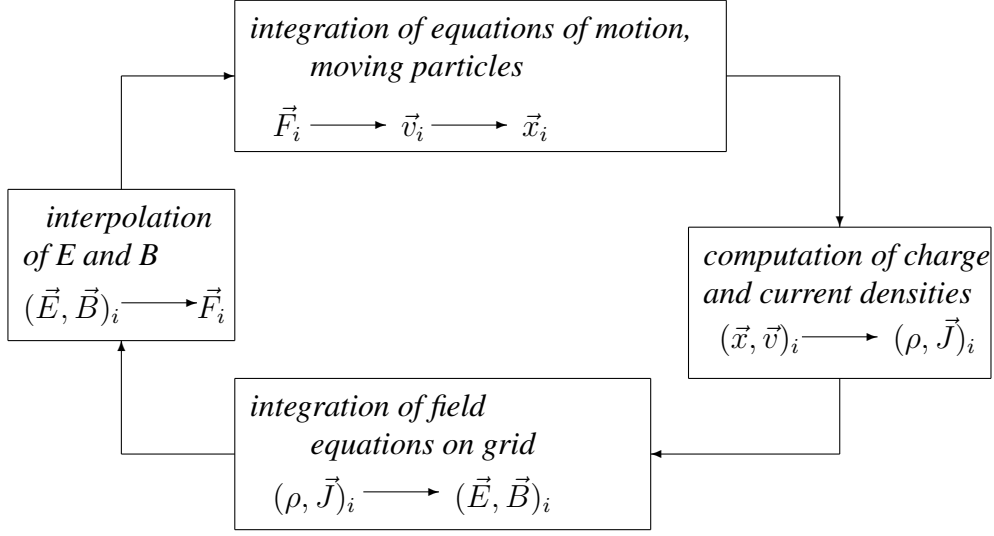 integration of equations of motion,
moving particles
F⃗ᵢ ⟶ v⃗ᵢ ⟶ x⃗ᵢ
interpolation
of E and B
(E⃗, B⃗)ᵢ ⟶ F⃗ᵢ
computation of charge
and current densities
(x⃗, v⃗)ᵢ ⟶ (ρ, J⃗)ᵢ
integration of field
equations on grid
(ρ, J⃗)ᵢ ⟶ (E⃗, B⃗)ᵢ